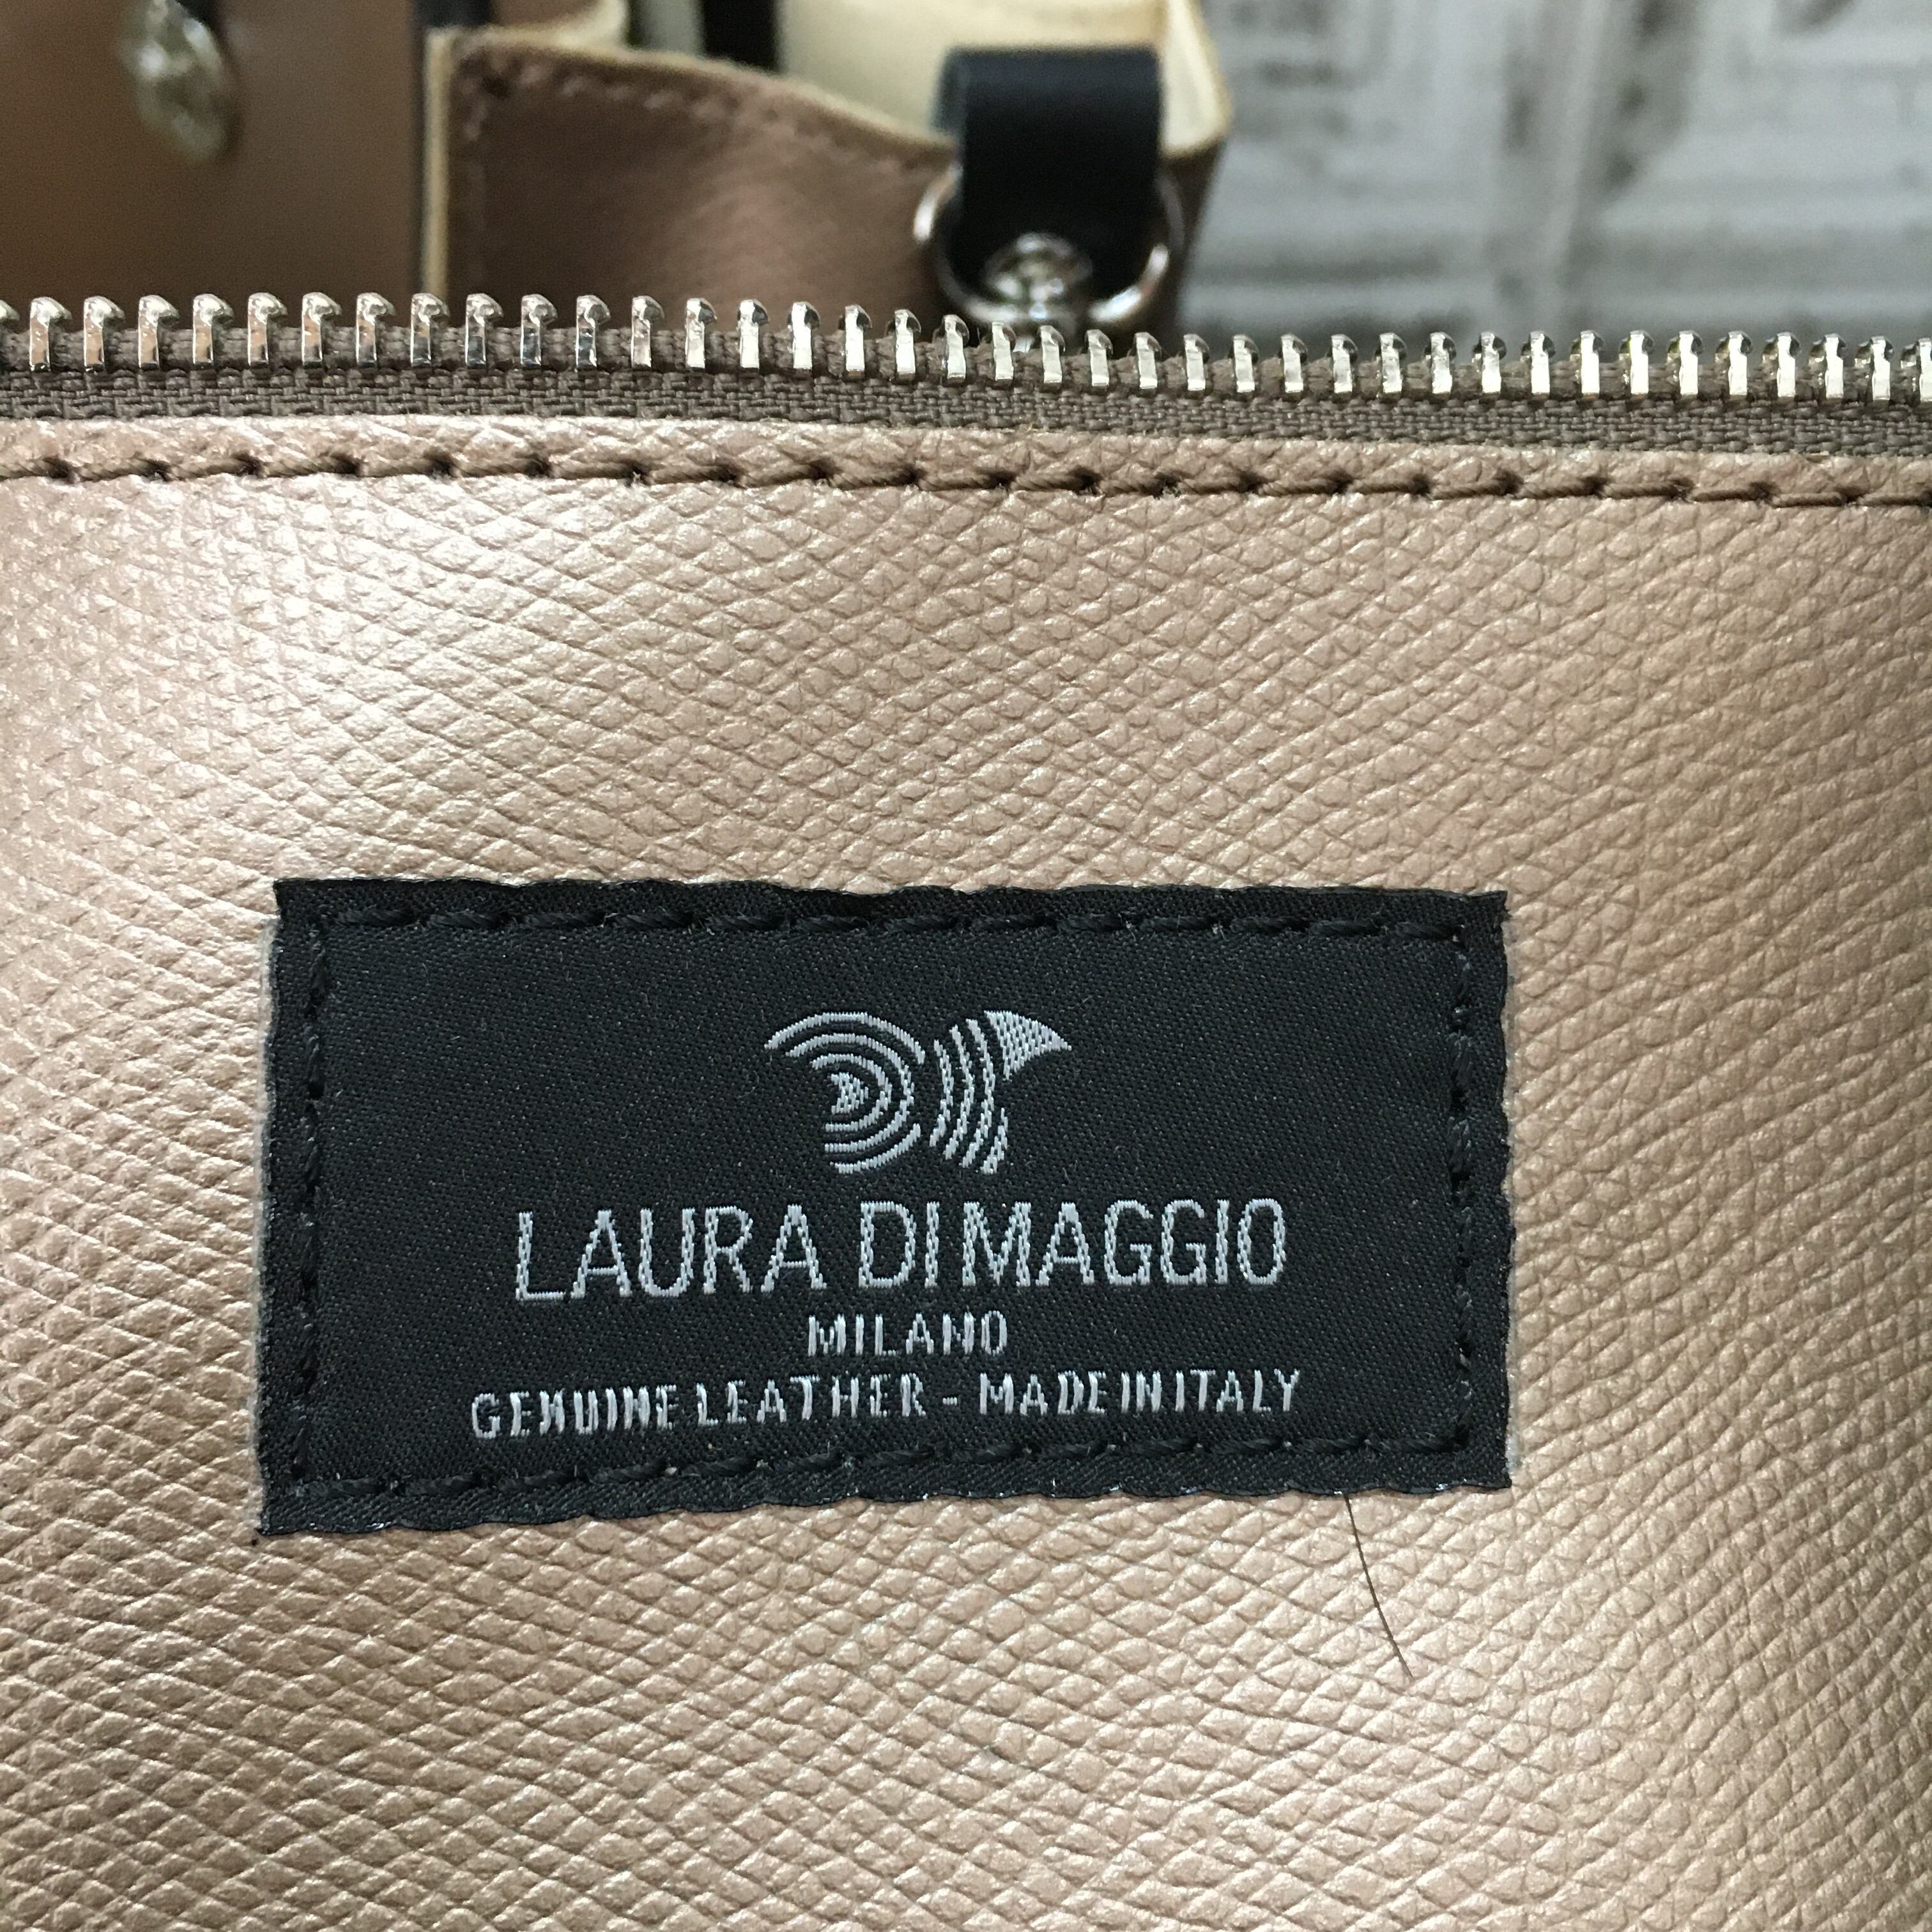 LAURA DI MAGGIO
MILANO
GENUINE LEATHER - MADE IN ITALY